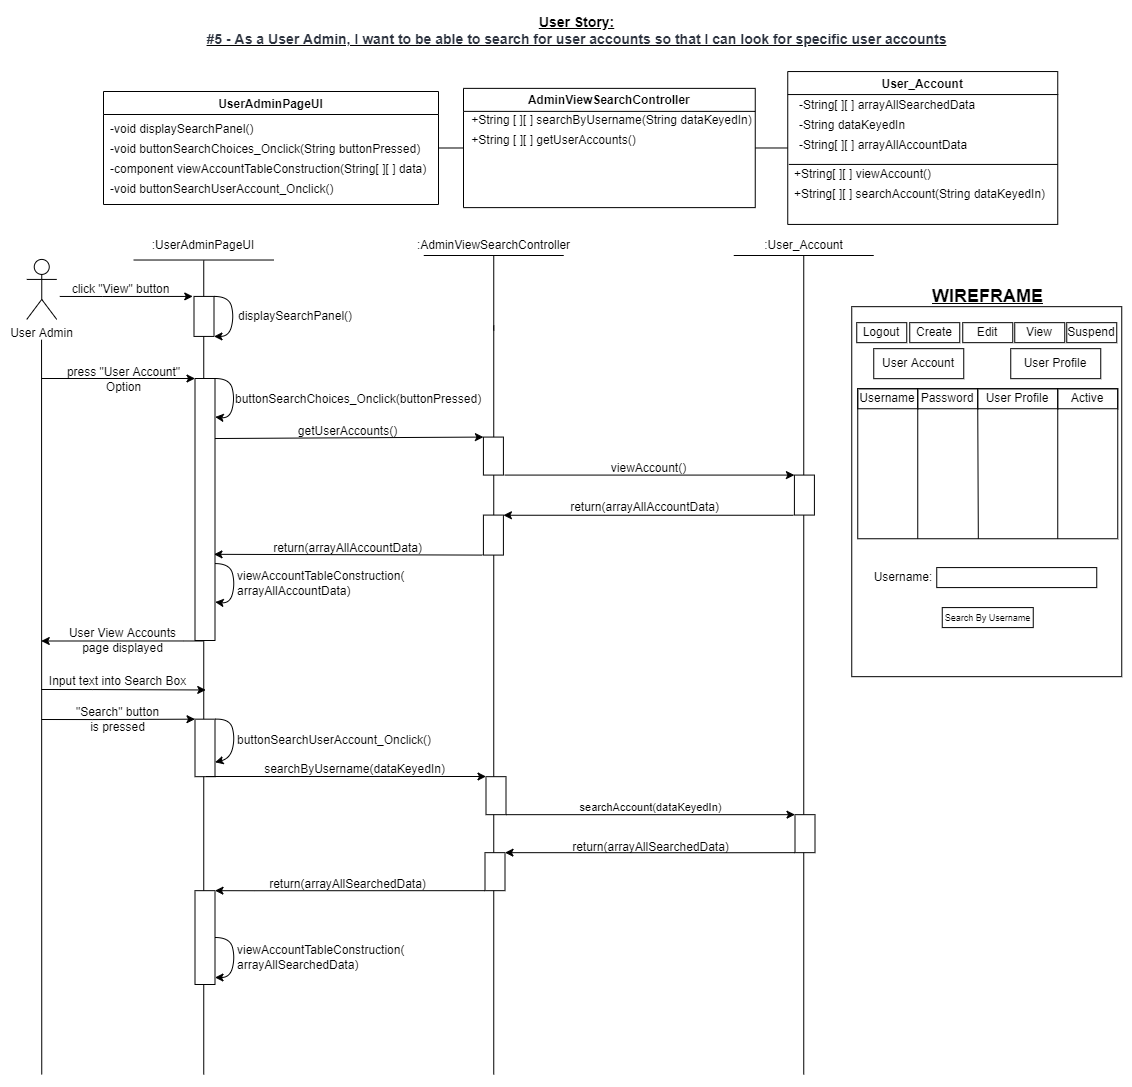 User Story:
#5 - As a User Admin, I want to be able to search for user accounts so that I can look for specific user accounts
UserAdminPageUI
-void displaySearchPanel()
-void buttonSearchChoices_Onclick(String buttonPressed)
-component viewAccountTableConstruction(String[ ][ ] data)
-void buttonSearchUserAccount_Onclick()
AdminViewSearchController
+String [ ][ ] searchByUsername(String dataKeyedIn)
+String [ ][ ] getUserAccounts()
User_Account
-String[ ][ ] arrayAllSearchedData
-String dataKeyedIn
-String[ ][ ] arrayAllAccountData
+String[ ][ ] viewAccount()
+String[ ][ ] searchAccount(String dataKeyedIn)
:UserAdminPageUI
:AdminViewSearchController
:User_Account
User Admin
click "View" button
displaySearchPanel()
press "User Account"
Option
buttonSearchChoices_Onclick(buttonPressed)
getUserAccounts()
viewAccount()
return(arrayAllAccountData)
return(arrayAllAccountData)
viewAccountTableConstruction(
arrayAllAccountData)
User View Accounts
page displayed
Input text into Search Box
"Search" button
is pressed
buttonSearchUserAccount_Onclick()
searchByUsername(dataKeyedIn)
searchAccount(dataKeyedIn)
return(arrayAllSearchedData)
return(arrayAllSearchedData)
viewAccountTableConstruction(
arrayAllSearchedData)
WIREFRAME
Logout Create Edit View Suspend
User Account User Profile
Username Password User Profile Active
Username:
Search By Username